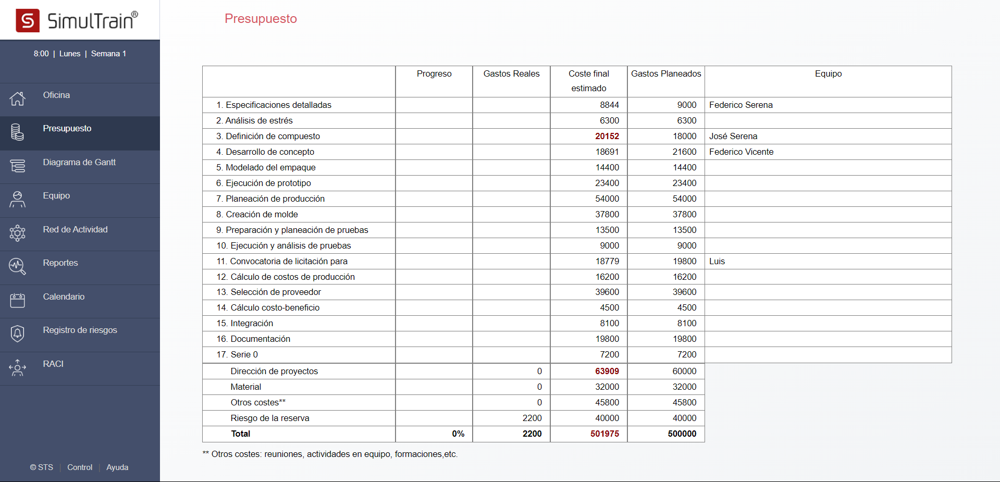 S SimulTrain®
8:00 | Lunes | Semana 1
Oficina
Presupuesto
Diagrama de Gantt
Equipo
Red de Actividad
Reportes
Calendario
Registro de riesgos
RACI
© STS | Control | Ayuda
Presupuesto
Progreso Gastos Reales Coste final estimado Gastos Planeados Equipo
1. Especificaciones detalladas 8844 9000 Federico Serena
2. Análisis de estrés 6300 6300
3. Definición de compuesto 20152 18000 José Serena
4. Desarrollo de concepto 18691 21600 Federico Vicente
5. Modelado del empaque 14400 14400
6. Ejecución de prototipo 23400 23400
7. Planeación de producción 54000 54000
8. Creación de molde 37800 37800
9. Preparación y planeación de pruebas 13500 13500
10. Ejecución y análisis de pruebas 9000 9000
11. Convocatoria de licitación para 18779 19800 Luis
12. Cálculo de costos de producción 16200 16200
13. Selección de proveedor 39600 39600
14. Cálculo costo-beneficio 4500 4500
15. Integración 8100 8100
16. Documentación 19800 19800
17. Serie 0 7200 7200
Dirección de proyectos 0 63909 60000
Material 0 32000 32000
Otros costes** 0 45800 45800
Riesgo de la reserva 2200 40000 40000
Total 0% 2200 501975 500000
** Otros costes: reuniones, actividades en equipo, formaciones,etc.